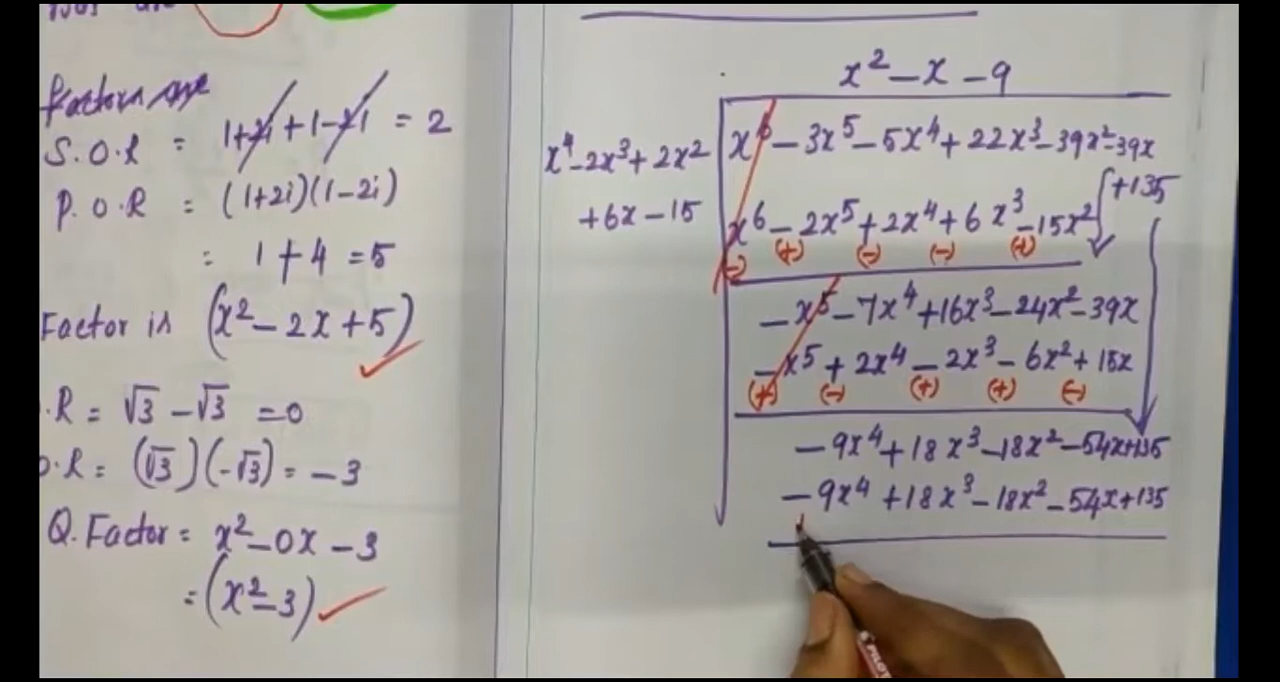 Factors are
S.O.R = 1+2i+1-2i = 2
P.O.R = (1+2i)(1-2i)
= 1+4 = 5
Factor is (x²-2x+5)
.R = √3 -√3 = 0
O.R = (√3)(-√3) = -3
Q.Factor = x²-0x-3
= (x²-3)
x²-x-9
x⁴-2x³+2x² x⁶-3x⁵-5x⁴+22x³-39x²-39x
+6x-15 +135
x⁶-2x⁵+2x⁴+6x³-15x²
(-) (+) (-) (-) (+)
-x⁵-7x⁴+16x³-24x²-39x
-x⁵+2x⁴-2x³-6x²+15x
(+) (-) (+) (+) (-)
-9x⁴+18x³-18x²-54x+135
-9x⁴+18x³-18x²-54x+135
PILOT